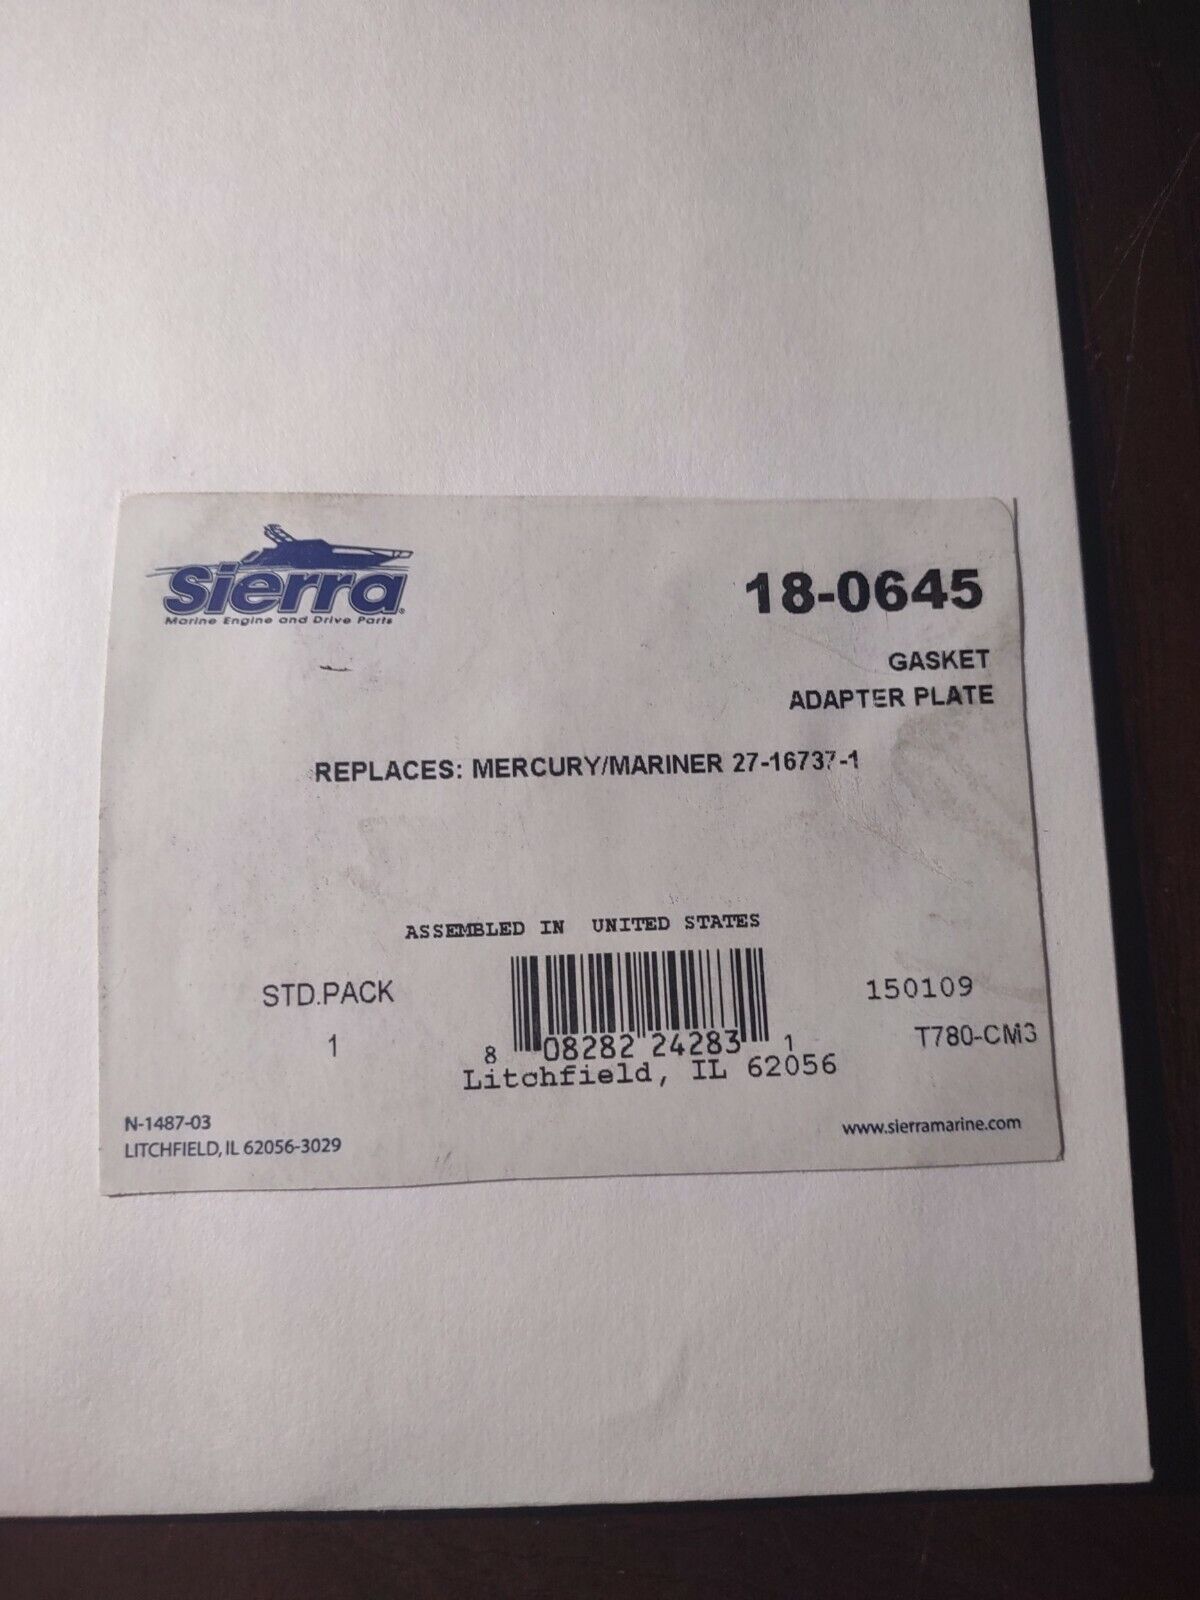 Sierra®
Marine Engine and Drive Parts
18-0645
GASKET
ADAPTER PLATE
REPLACES: MERCURY/MARINER 27-16737-1
ASSEMBLED IN UNITED STATES
STD.PACK
1
150109
T780-CM3
8 08282 24283 1
Litchfield, IL 62056
N-1487-03
LITCHFIELD, IL 62056-3029
www.sierramarine.com